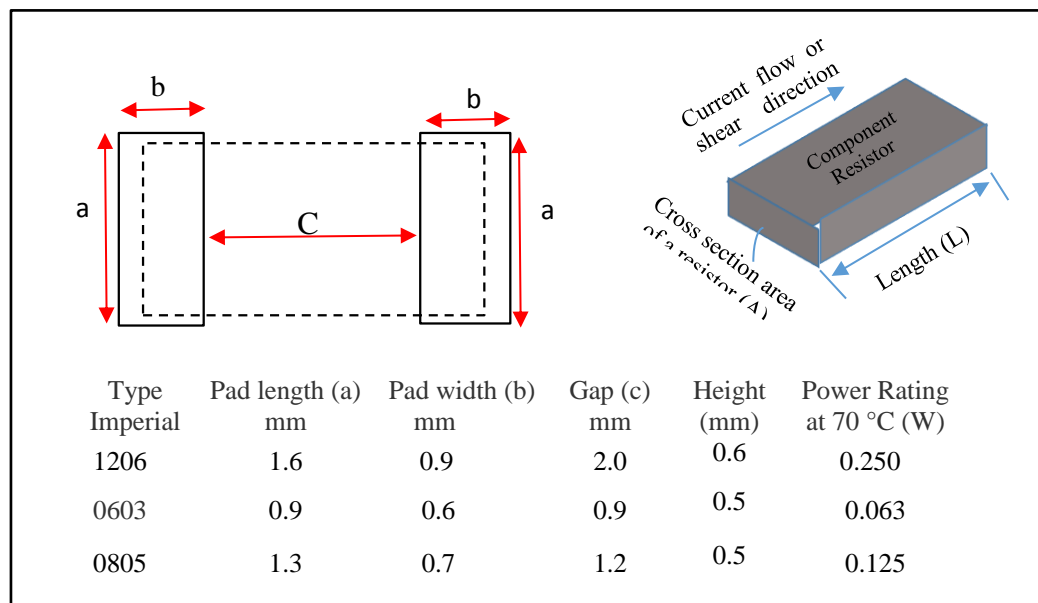 b
b
a
C
a
Current flow or
shear direction
Component
Resistor
Cross section area
of a resistor (A)
Length (L)
Type Pad length (a) Pad width (b) Gap (c) Height Power Rating
Imperial mm mm mm (mm) at 70 °C (W)
1206 1.6 0.9 2.0 0.6 0.250
0603 0.9 0.6 0.9 0.5 0.063
0805 1.3 0.7 1.2 0.5 0.125